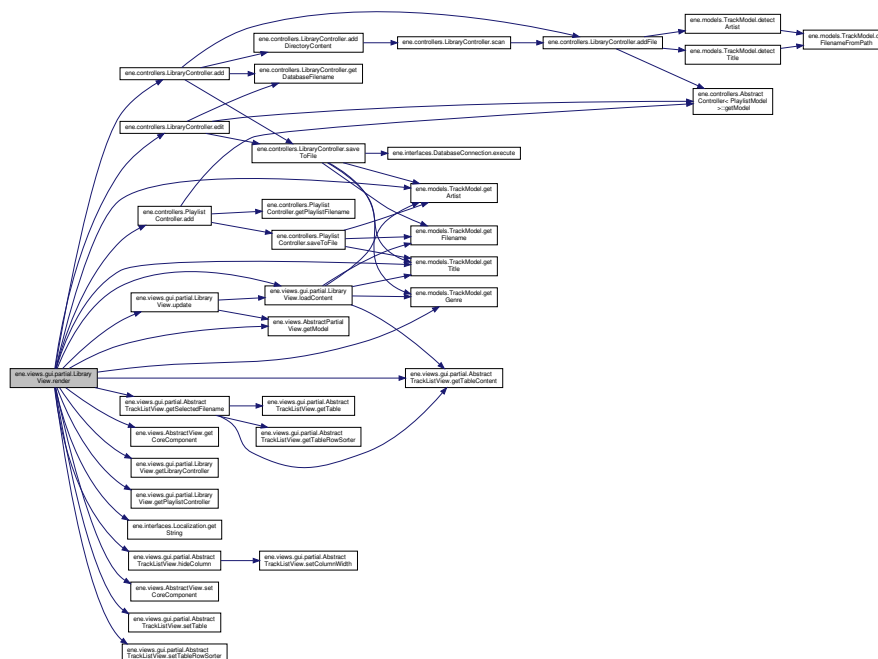 ene.models.TrackModel.detect
Artist
ene.models.TrackModel.d
FilenameFromPath
ene.controllers.LibraryController.add
DirectoryContent
ene.controllers.LibraryController.scan
ene.controllers.LibraryController.addFile
ene.models.TrackModel.detect
Title
ene.controllers.LibraryController.add
ene.controllers.LibraryController.get
DatabaseFilename
ene.controllers.Abstract
Controller< PlaylistModel
>::getModel
ene.controllers.LibraryController.edit
ene.controllers.LibraryController.save
ToFile
ene.interfaces.DatabaseConnection.execute
ene.models.TrackModel.get
Artist
ene.controllers.Playlist
Controller.add
ene.controllers.Playlist
Controller.getPlaylistFilename
ene.models.TrackModel.get
Filename
ene.controllers.Playlist
Controller.saveToFile
ene.models.TrackModel.get
Title
ene.views.gui.partial.Library
View.update
ene.views.gui.partial.Library
View.loadContent
ene.models.TrackModel.get
Genre
ene.views.AbstractPartial
View.getModel
ene.views.gui.partial.Library
View.render
ene.views.gui.partial.Abstract
TrackListView.getTableContent
ene.views.gui.partial.Abstract
TrackListView.getSelectedFilename
ene.views.gui.partial.Abstract
TrackListView.getTable
ene.views.AbstractView.get
CoreComponent
ene.views.gui.partial.Abstract
TrackListView.getTableRowSorter
ene.views.gui.partial.Library
View.getLibraryController
ene.views.gui.partial.Library
View.getPlaylistController
ene.interfaces.Localization.get
String
ene.views.gui.partial.Abstract
TrackListView.hideColumn
ene.views.gui.partial.Abstract
TrackListView.setColumnWidth
ene.views.AbstractView.set
CoreComponent
ene.views.gui.partial.Abstract
TrackListView.setTable
ene.views.gui.partial.Abstract
TrackListView.setTableRowSorter